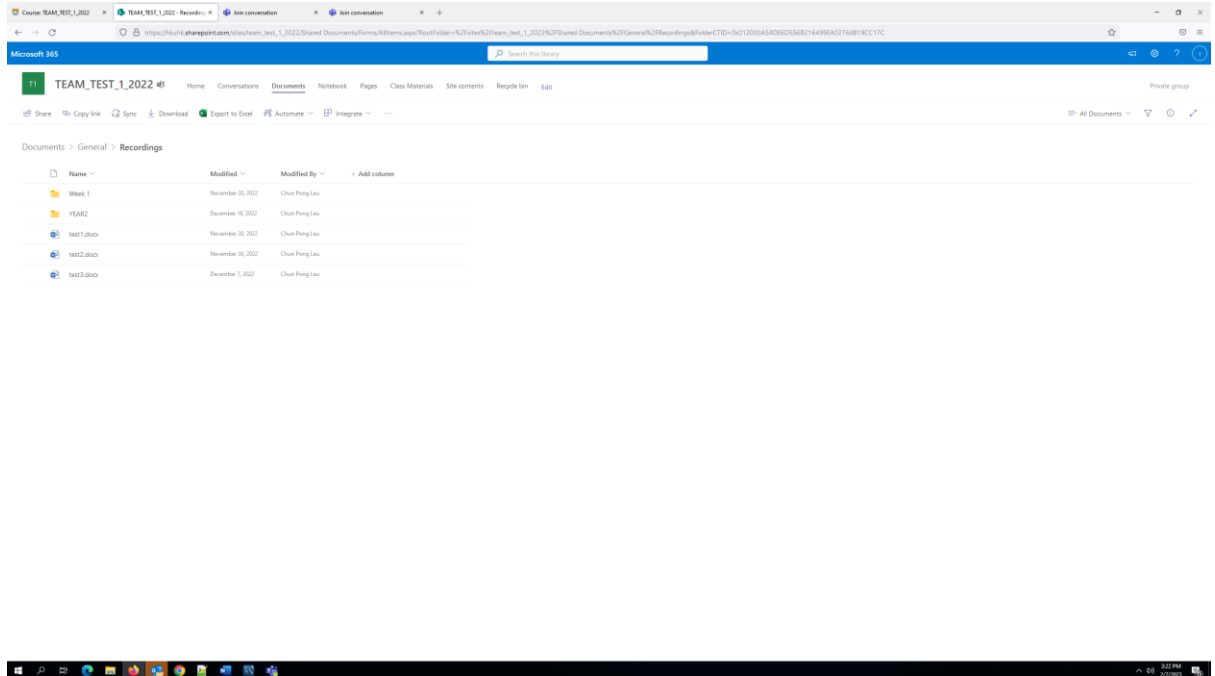 Course: TEAM_TEST_1_2022
TEAM_TEST_1_2022 - Recording
Join conversation
Join conversation
Microsoft 365
Search this library
T1
TEAM_TEST_1_2022
Home Conversations Documents Notebook Pages Class Materials Site contents Recycle bin Edit
Private group
Share Copy link Sync Download Export to Excel Automate Integrate
All Documents
Documents > General > Recordings
Name Modified Modified By + Add column
Week 1 November 30, 2022 Chun Pong Lau
YEAR2 December 16, 2022 Chun Pong Lau
test1.docx November 30, 2022 Chun Pong Lau
test2.docx November 30, 2022 Chun Pong Lau
test3.docx December 7, 2022 Chun Pong Lau
3:22 PM
2/7/2023